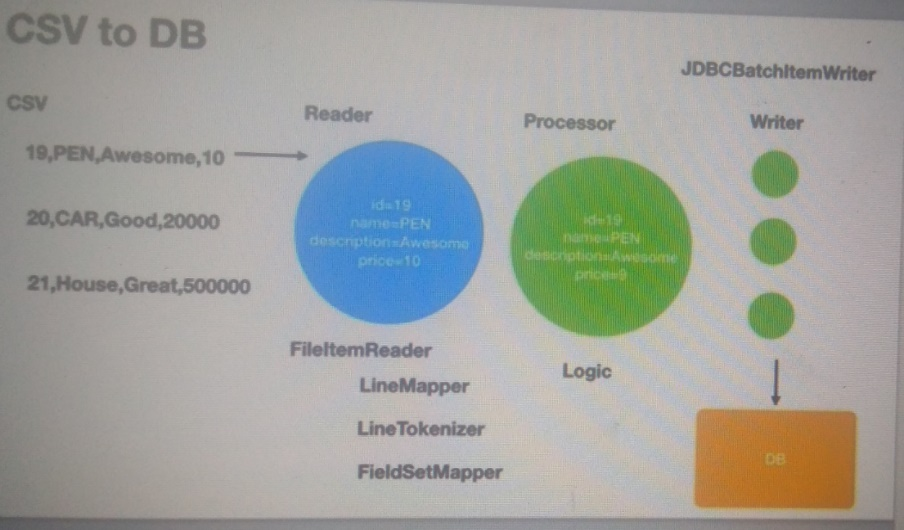 CSV to DB
JDBCBatchItemWriter
CSV
Reader
Processor
Writer
19,PEN,Awesome,10
20,CAR,Good,20000
21,House,Great,500000
id=19
name=PEN
description=Awesome
price=10
id=19
name=PEN
description=Awesome
price=9
FileItemReader
LineMapper
LineTokenizer
FieldSetMapper
Logic
DB